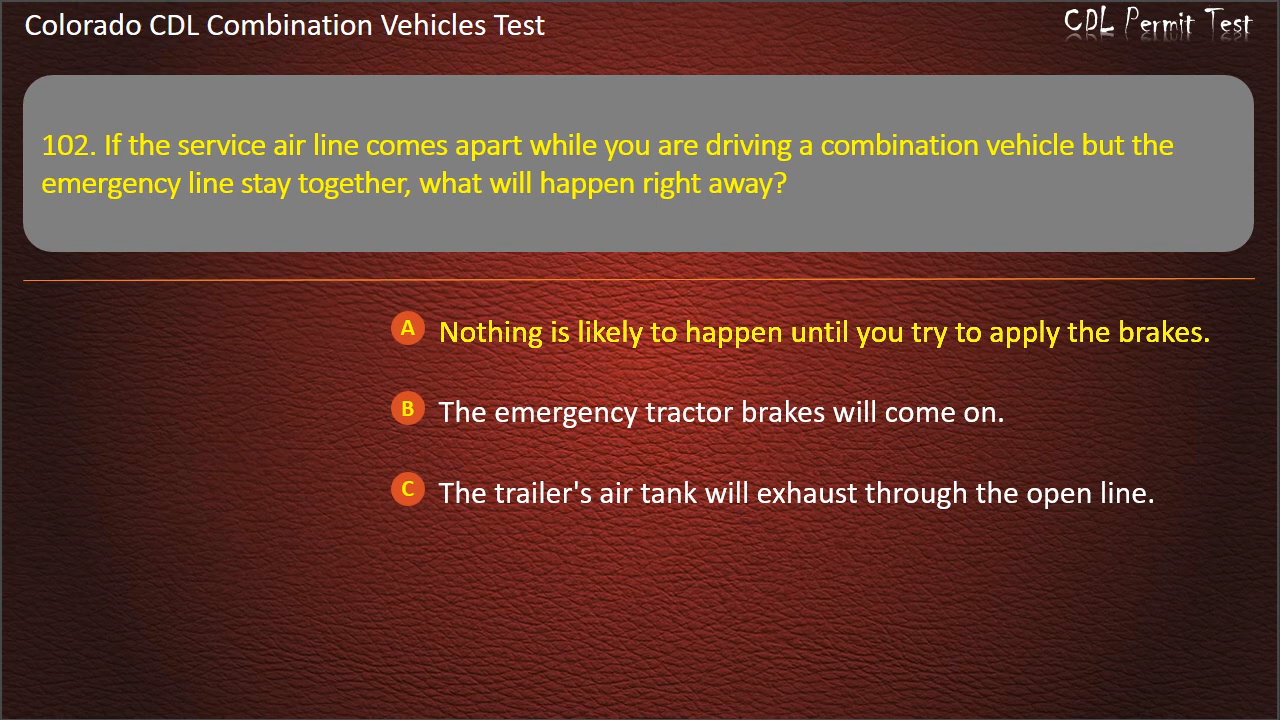 Colorado CDL Combination Vehicles Test
CDL Permit Test
102. If the service air line comes apart while you are driving a combination vehicle but the
emergency line stay together, what will happen right away?
A Nothing is likely to happen until you try to apply the brakes.
B The emergency tractor brakes will come on.
C The trailer's air tank will exhaust through the open line.